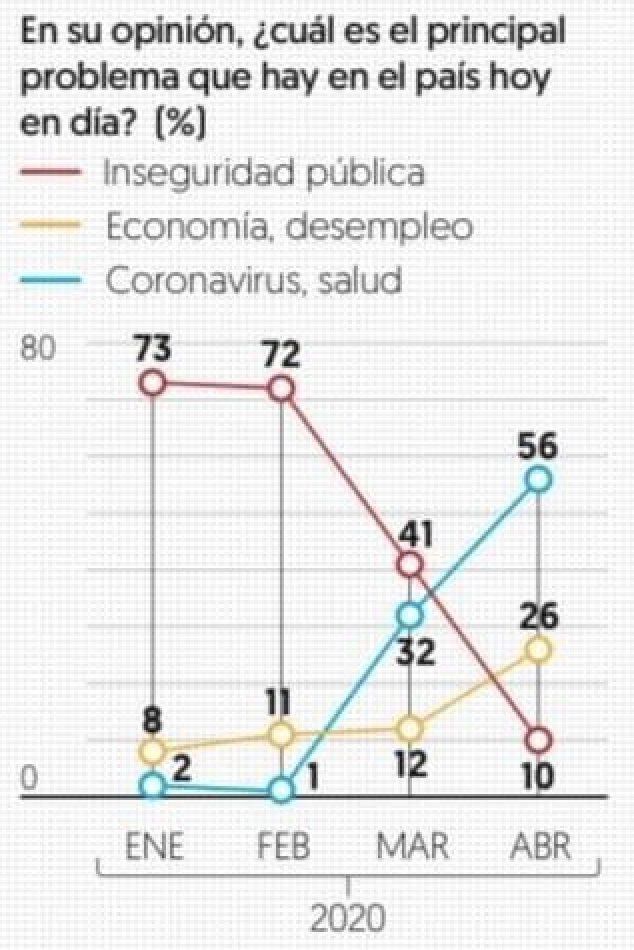 En su opinión, ¿cuál es el principal
problema que hay en el país hoy
en día? (%)
Inseguridad pública
Economía, desempleo
Coronavirus, salud
80
73
72
56
41
32
26
8
11
12
10
2
1
0
ENE FEB MAR ABR
2020